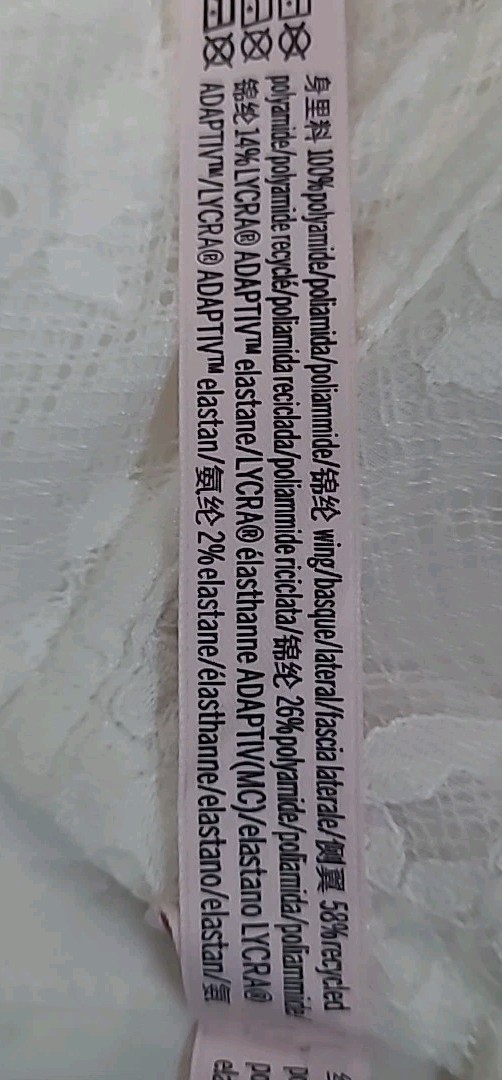 身里料 100%polyamide/poliamida/poliammide/锦纶 wing/basque/lateral/fascia laterale/侧翼 58%recycled
polyamide/polyamide recyclé/poliamida reciclada/poliammide riciclata/锦纶 26%polyamide/poliamida/poliammide/
锦纶 14%LYCRA® ADAPTIV™ elastane/LYCRA® élasthanne ADAPTIV(MC)/elastano LYCRA®
ADAPTIV™/LYCRA® ADAPTIV™ elastan/氨纶 2%elastane/élasthanne/elastano/elastan/氨